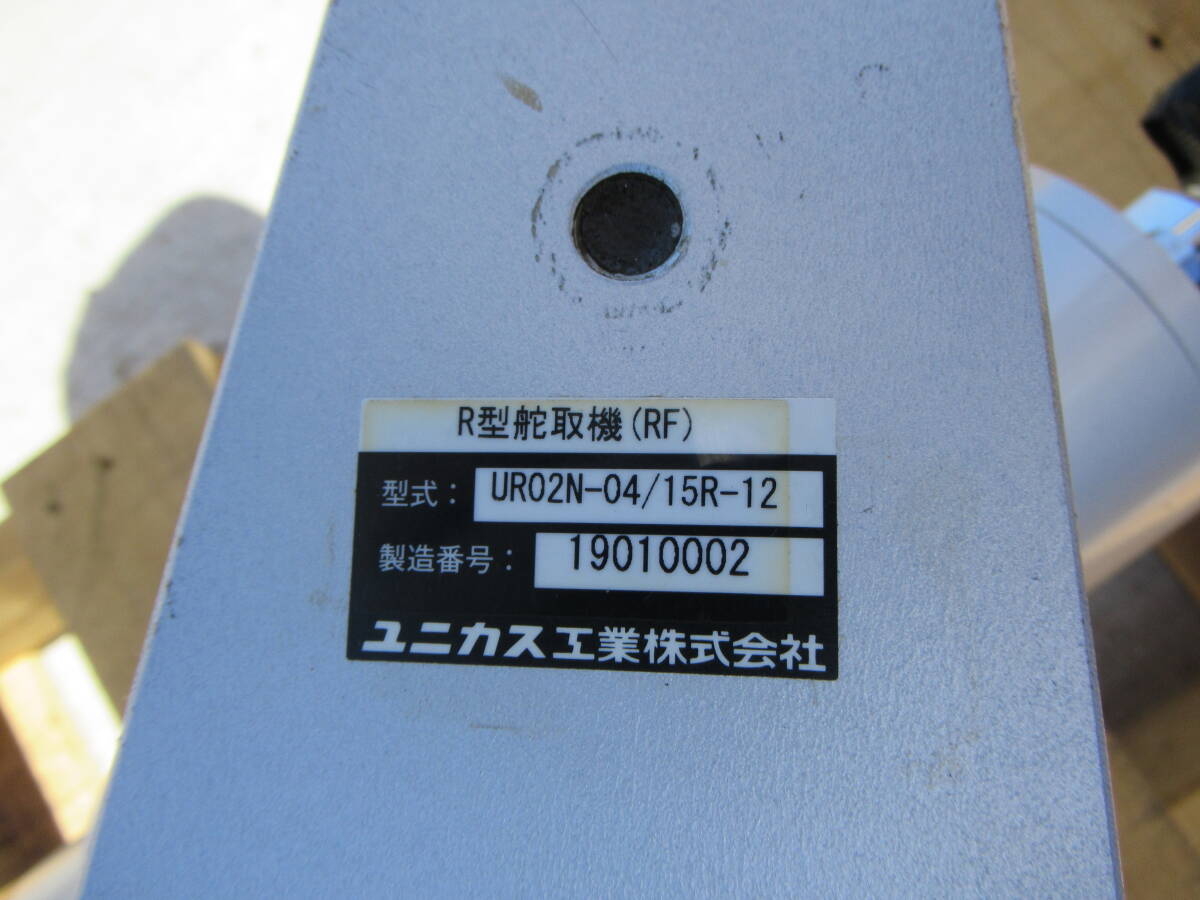 R型舵取機(RF)
型式： UR02N-04/15R-12
製造番号： 19010002
ユニカス工業株式会社